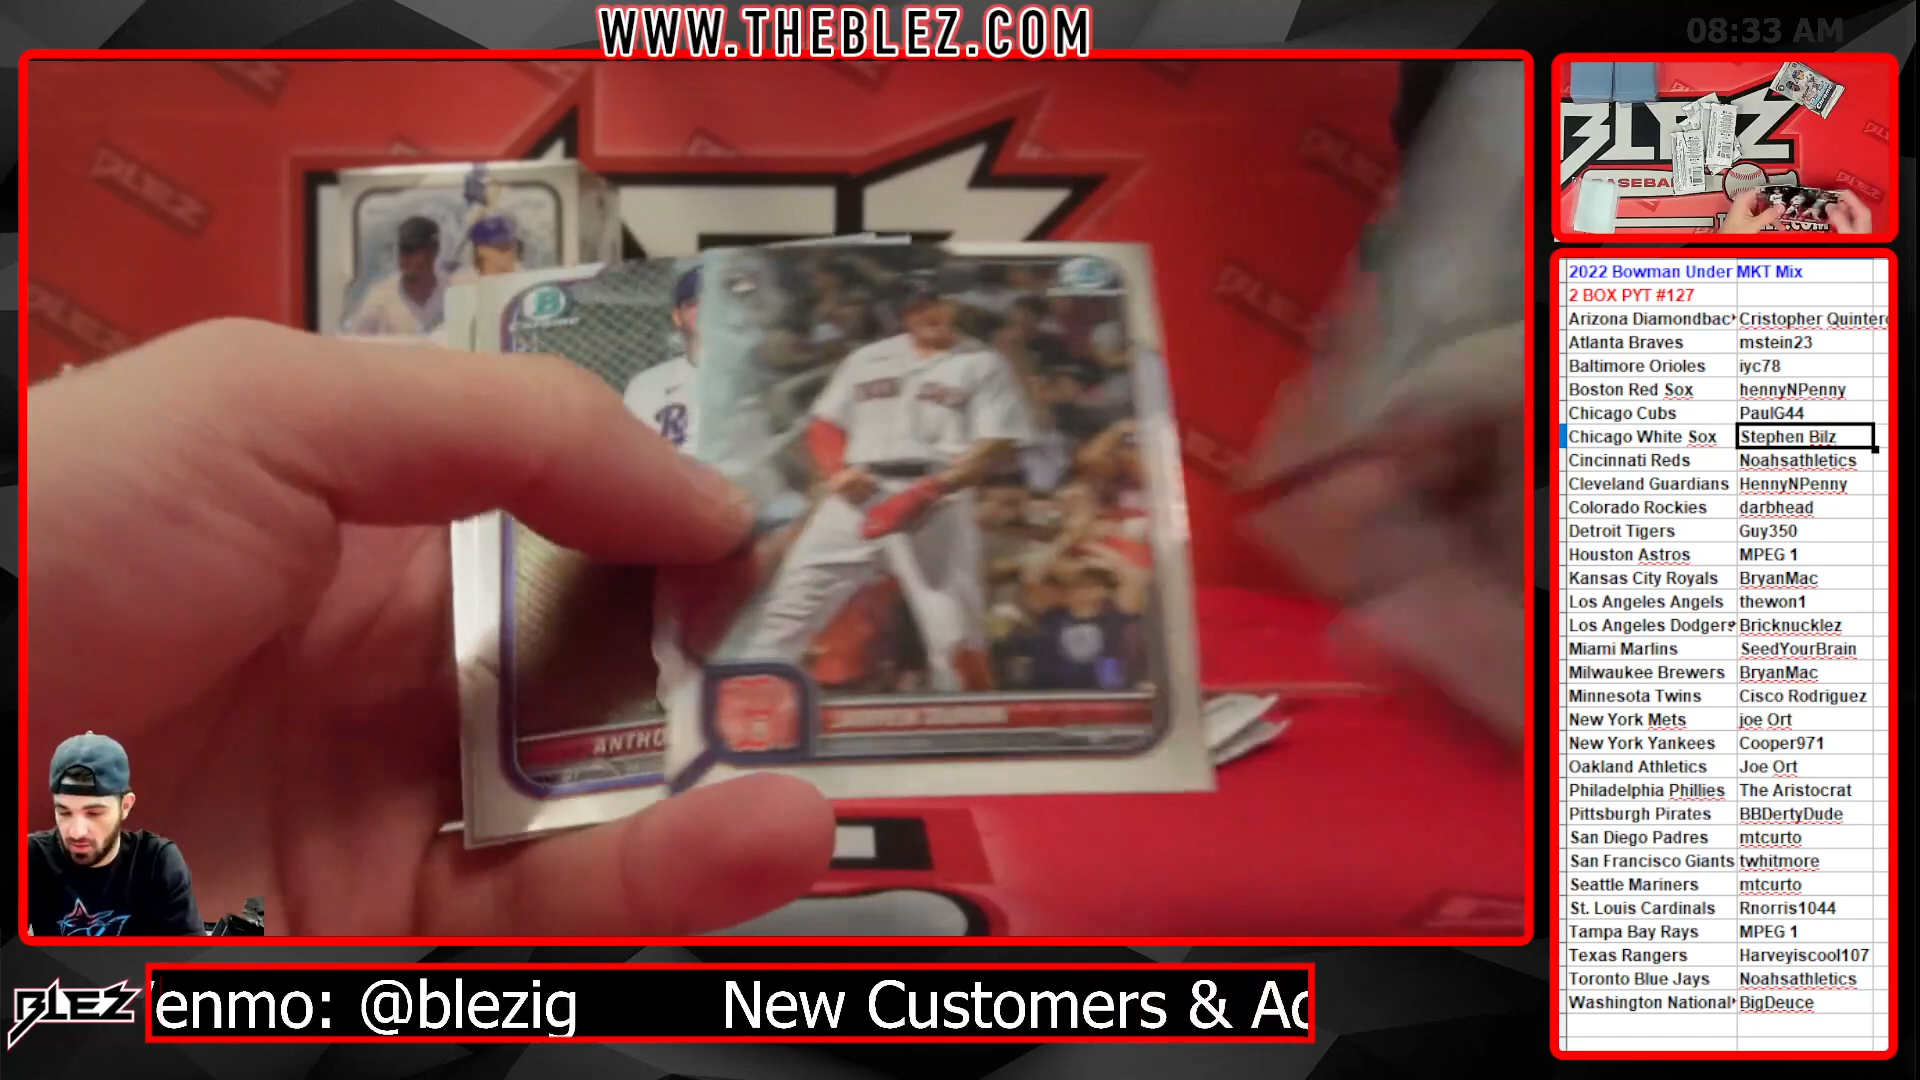 WWW.THEBLEZ.COM
08:33 AM
BLEZ
BASEBA
2022 Bowman Under MKT Mix
2 BOX PYT #127
Arizona Diamondbac Cristopher Quintero
Atlanta Braves mstein23
Baltimore Orioles iyc78
Boston Red Sox hennyNPenny
Chicago Cubs PaulG44
Chicago White Sox Stephen Bilz
Cincinnati Reds Noahsathletics
Cleveland Guardians HennyNPenny
Colorado Rockies darbhead
Detroit Tigers Guy350
Houston Astros MPEG 1
Kansas City Royals BryanMac
Los Angeles Angels thewon1
Los Angeles Dodgers Bricknucklez
Miami Marlins SeedYourBrain
Milwaukee Brewers BryanMac
Minnesota Twins Cisco Rodriguez
New York Mets joe Ort
New York Yankees Cooper971
Oakland Athletics Joe Ort
Philadelphia Phillies The Aristocrat
Pittsburgh Pirates BBDertyDude
San Diego Padres mtcurto
San Francisco Giants twhitmore
Seattle Mariners mtcurto
St. Louis Cardinals Rnorris1044
Tampa Bay Rays MPEG 1
Texas Rangers Harveyiscool107
Toronto Blue Jays Noahsathletics
Washington National BigDeuce
ANTHO
BLEZ
enmo: @blezig New Customers & Ac